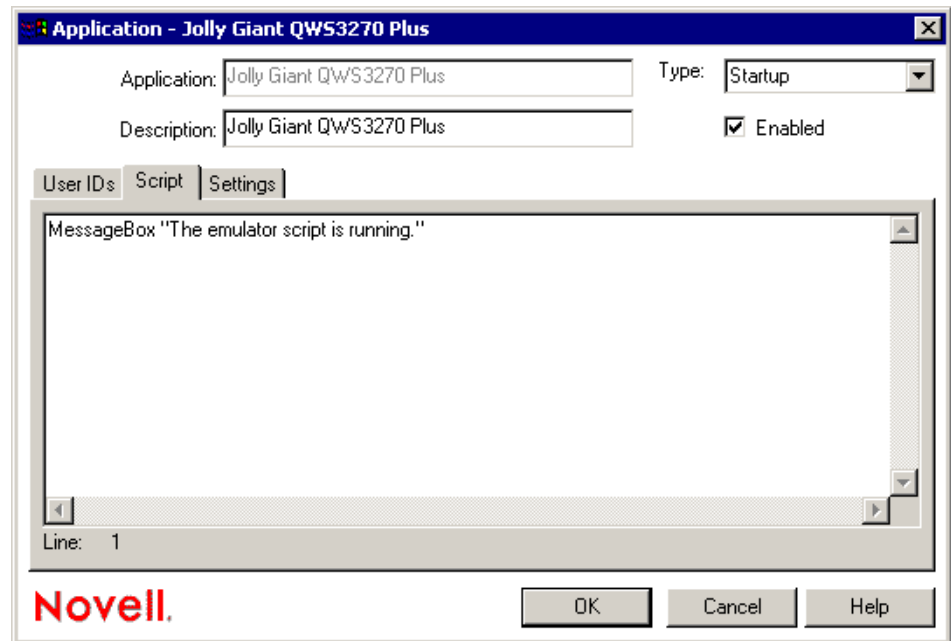 Application - Jolly Giant QWS3270 Plus
Application: Jolly Giant QWS3270 Plus
Type: Startup
Description: Jolly Giant QWS3270 Plus
Enabled
User IDs Script Settings
MessageBox "The emulator script is running."
Line: 1
Novell.
OK Cancel Help